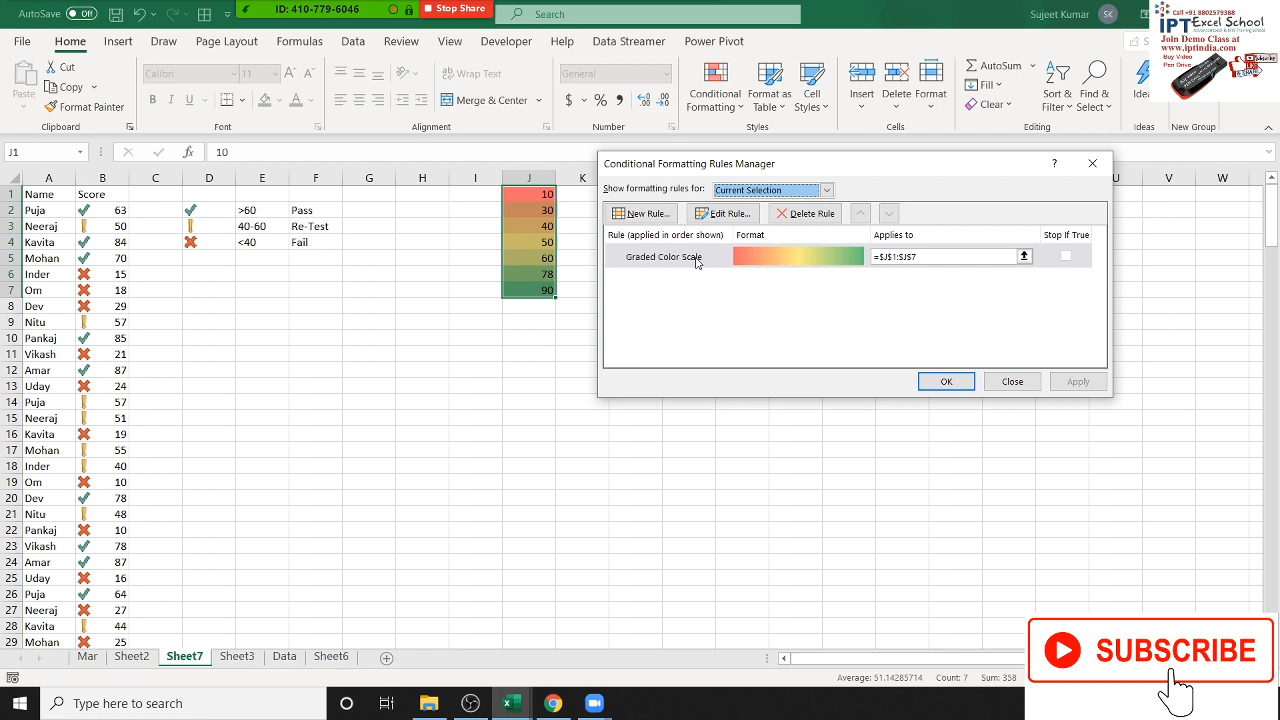 AutoSave Off
ID: 410-779-6046 Stop Share
Search
Sujeet Kumar SK
Call +91 8802579388
IPT Excel School
Join Demo Class at
www.iptindia.com
Buy Video
Pen Drive
File Home Insert Draw Page Layout Formulas Data Review View Developer Help Data Streamer Power Pivot
Paste Cut Copy Format Painter
Calibri 11 Wrap Text General
B I U Merge & Center $ % ,
Conditional Formatting Format as Table Cell Styles Insert Delete Format
AutoSum Fill Clear Sort & Filter Find & Select
Clipboard Font Alignment Number Styles Cells Editing Ideas New Group
J1 fx 10
A B C D E F G H I J K U V W
1 Name Score 10
2 Puja 63 >60 Pass 30
3 Neeraj 50 40-60 Re-Test 40
4 Kavita 84 <40 Fail 50
5 Mohan 65 60
6 Inder 15 78
7 Om 18 90
8 Dev 29
9 Nitu 57
10 Pankaj 85
11 Vikash 21
12 Amar 87
13 Uday 24
14 Puja 57
15 Neeraj 51
16 Kavita 19
17 Mohan 55
18 Inder 40
19 Om 10
20 Dev 78
21 Nitu 48
22 Pankaj 10
23 Vikash 78
24 Amar 87
25 Uday 16
26 Puja 64
27 Neeraj 27
28 Kavita 44
29 Mohan 25
Conditional Formatting Rules Manager
Show formatting rules for: Current Selection
New Rule... Edit Rule... Delete Rule
Rule (applied in order shown) Format Applies to Stop If True
Graded Color Scale =$J$1:$J$7
OK Close Apply
Mar Sheet2 Sheet7 Sheet3 Data Sheet6
Average: 51.14285714 Count: 7 Sum: 358
SUBSCRIBE
Type here to search